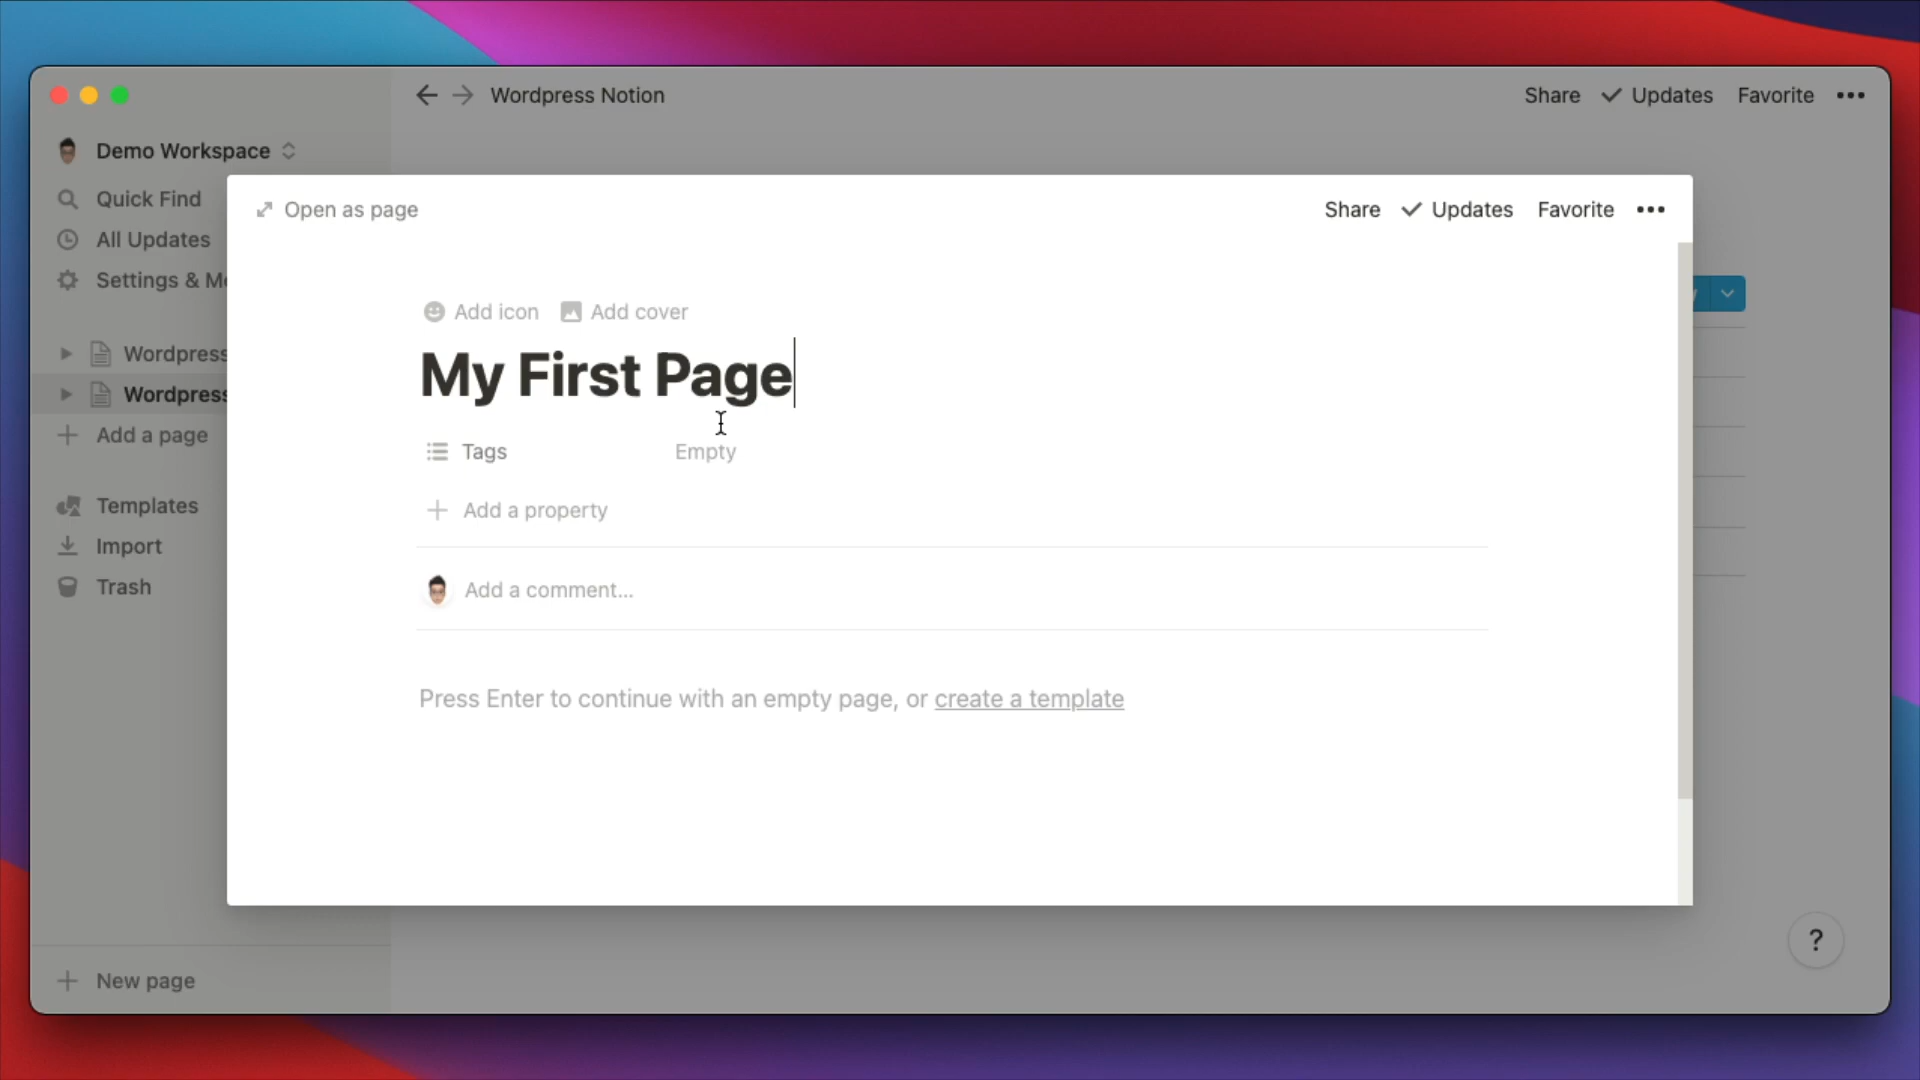 Wordpress Notion
Share
Updates
Favorite
Demo Workspace
Quick Find
All Updates
Settings &
Wordpress
Wordpress
Add a page
Templates
Import
Trash
New page
Open as page
Share
Updates
Favorite
Add icon
Add cover
My First Page
Tags
Empty
Add a property
Add a comment...
Press Enter to continue with an empty page, or create a template
?